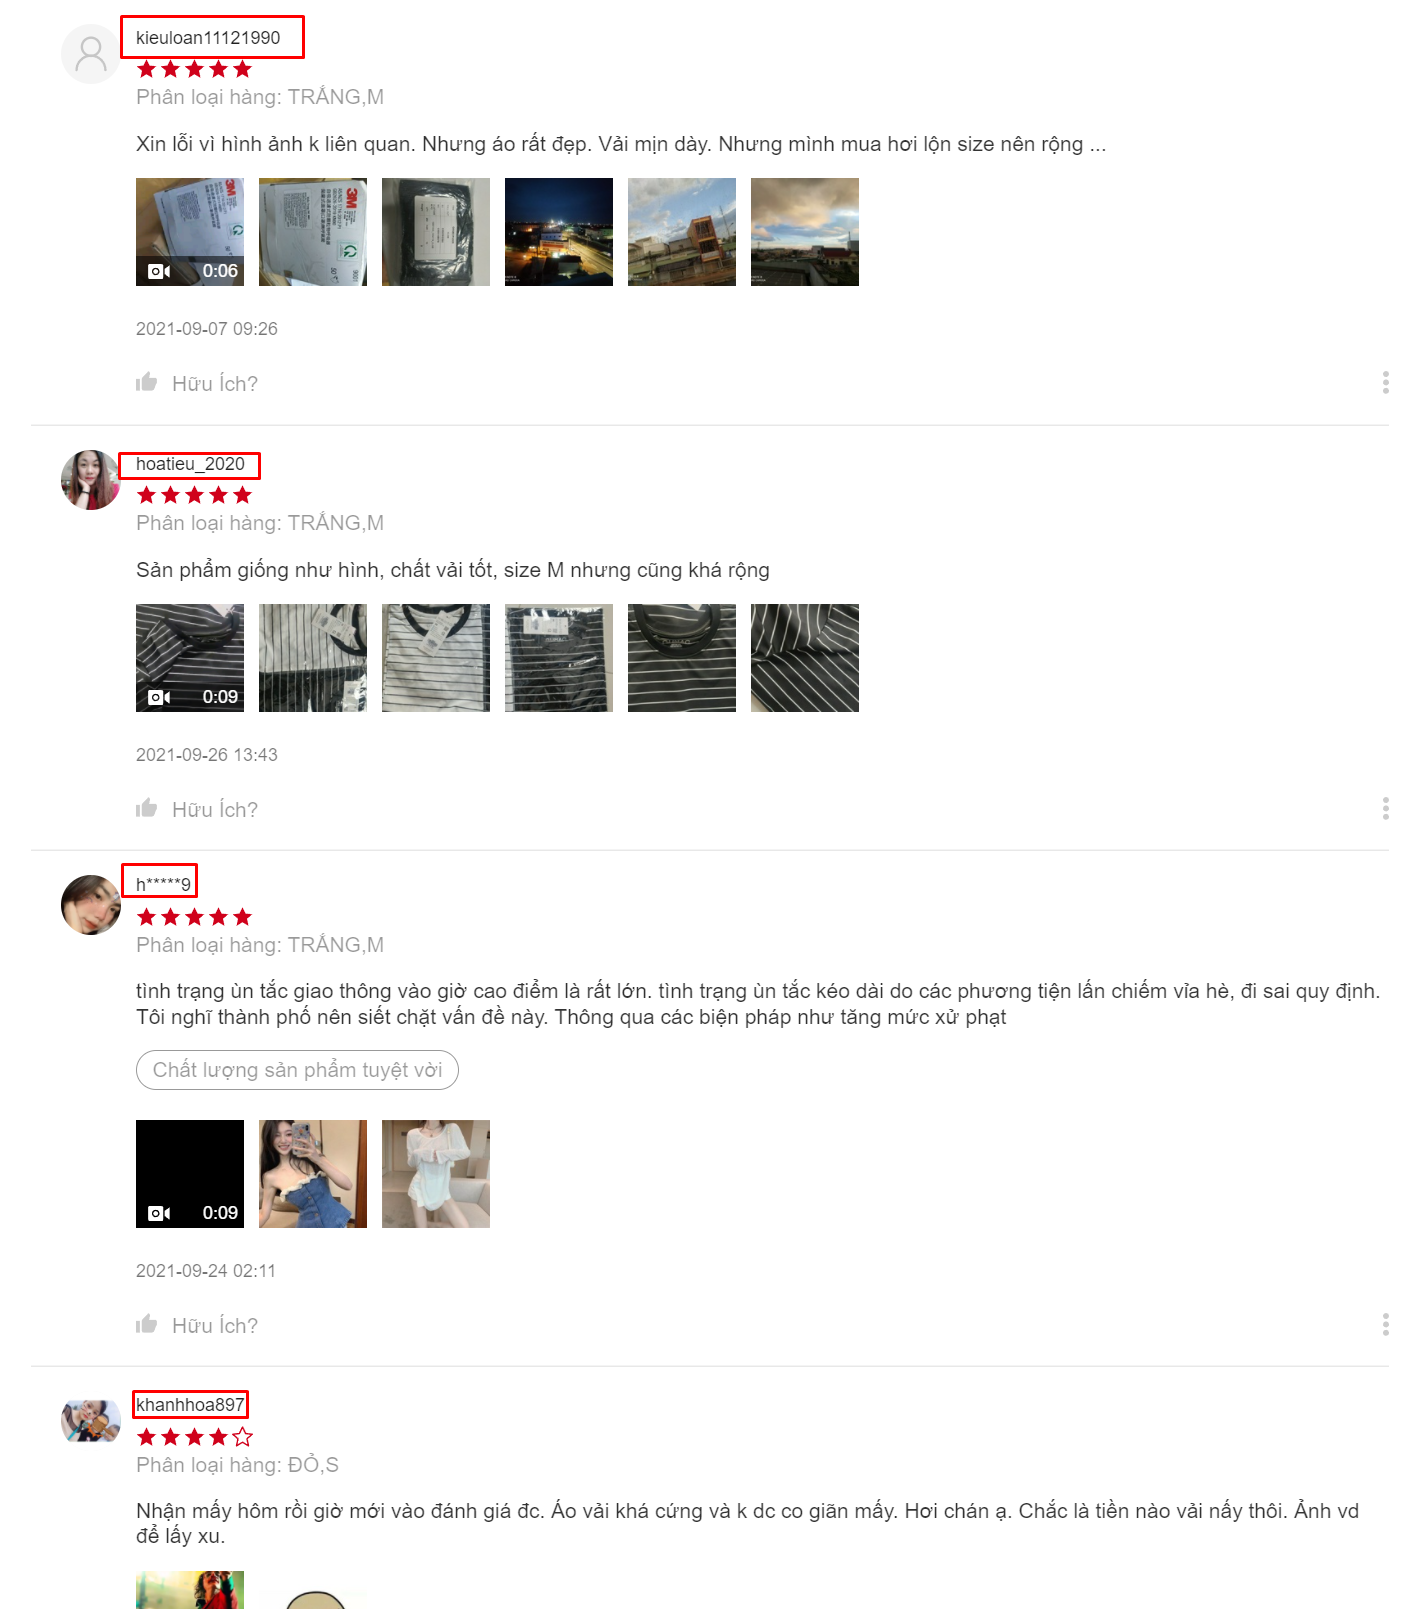 kieuloan11121990
Phân loại hàng: TRẮNG,M
Xin lỗi vì hình ảnh k liên quan. Nhưng áo rất đẹp. Vải mịn dày. Nhưng mình mua hơi lộn size nên rộng ...
3M
3M
0:06
2021-09-07 09:26
Hữu Ích?
hoatieu_2020
Phân loại hàng: TRẮNG,M
Sản phẩm giống như hình, chất vải tốt, size M nhưng cũng khá rộng
0:09
2021-09-26 13:43
Hữu Ích?
h*****9
Phân loại hàng: TRẮNG,M
tình trạng ùn tắc giao thông vào giờ cao điểm là rất lớn. tình trạng ùn tắc kéo dài do các phương tiện lấn chiếm vỉa hè, đi sai quy định.
Tôi nghĩ thành phố nên siết chặt vấn đề này. Thông qua các biện pháp như tăng mức xử phạt
Chất lượng sản phẩm tuyệt vời
0:09
2021-09-24 02:11
Hữu Ích?
khanhhoa897
Phân loại hàng: ĐỎ,S
Nhận mấy hôm rồi giờ mới vào đánh giá đc. Áo vải khá cứng và k dc co giãn mấy. Hơi chán ạ. Chắc là tiền nào vải nấy thôi. Ảnh vd
để lấy xu.